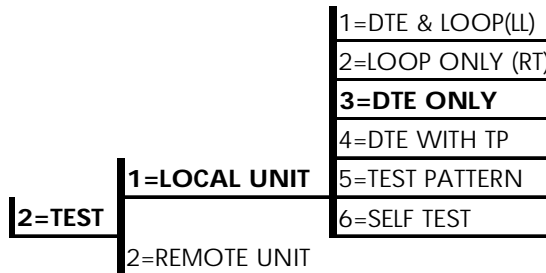 1=DTE & LOOP(LL)
2=LOOP ONLY (RT)
3=DTE ONLY
4=DTE WITH TP
1=LOCAL UNIT
5=TEST PATTERN
2=TEST
6=SELF TEST
2=REMOTE UNIT